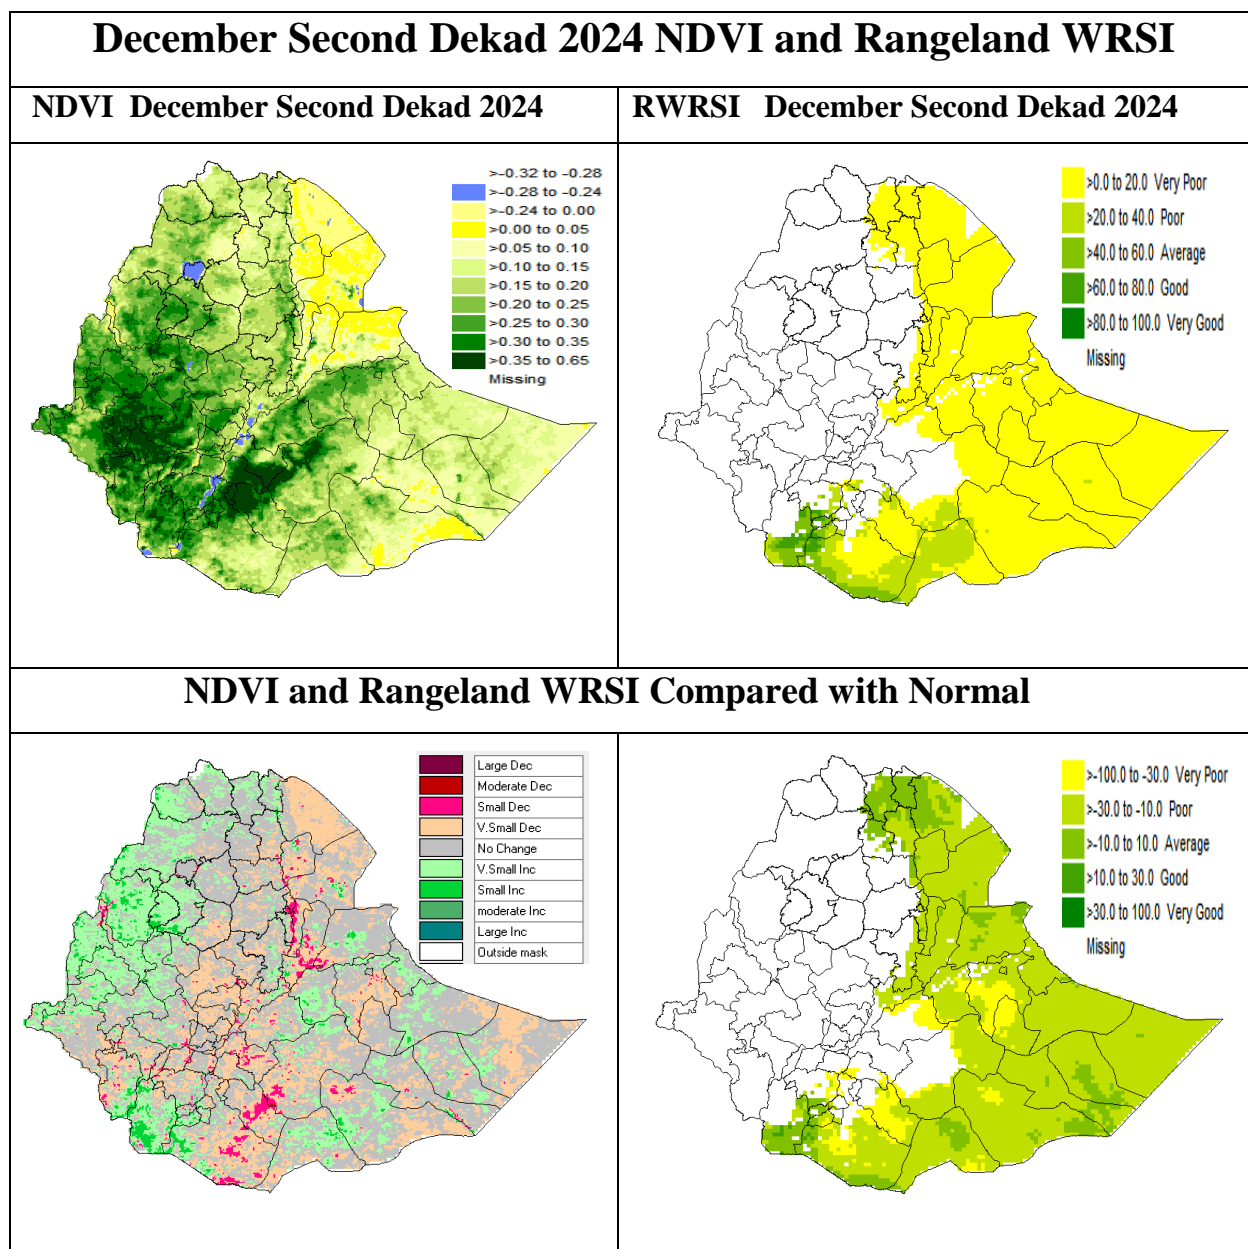 December Second Dekad 2024 NDVI and Rangeland WRSI
NDVI December Second Dekad 2024
RWRSI December Second Dekad 2024
>-0.32 to -0.28
>-0.28 to -0.24
>-0.24 to 0.00
>0.00 to 0.05
>0.05 to 0.10
>0.10 to 0.15
>0.15 to 0.20
>0.20 to 0.25
>0.25 to 0.30
>0.30 to 0.35
>0.35 to 0.65
Missing
>0.0 to 20.0 Very Poor
>20.0 to 40.0 Poor
>40.0 to 60.0 Average
>60.0 to 80.0 Good
>80.0 to 100.0 Very Good
Missing
NDVI and Rangeland WRSI Compared with Normal
Large Dec
Moderate Dec
Small Dec
V.Small Dec
No Change
V.Small Inc
Small Inc
moderate Inc
Large Inc
Outside mask
>-100.0 to -30.0 Very Poor
>-30.0 to -10.0 Poor
>-10.0 to 10.0 Average
>10.0 to 30.0 Good
>30.0 to 100.0 Very Good
Missing